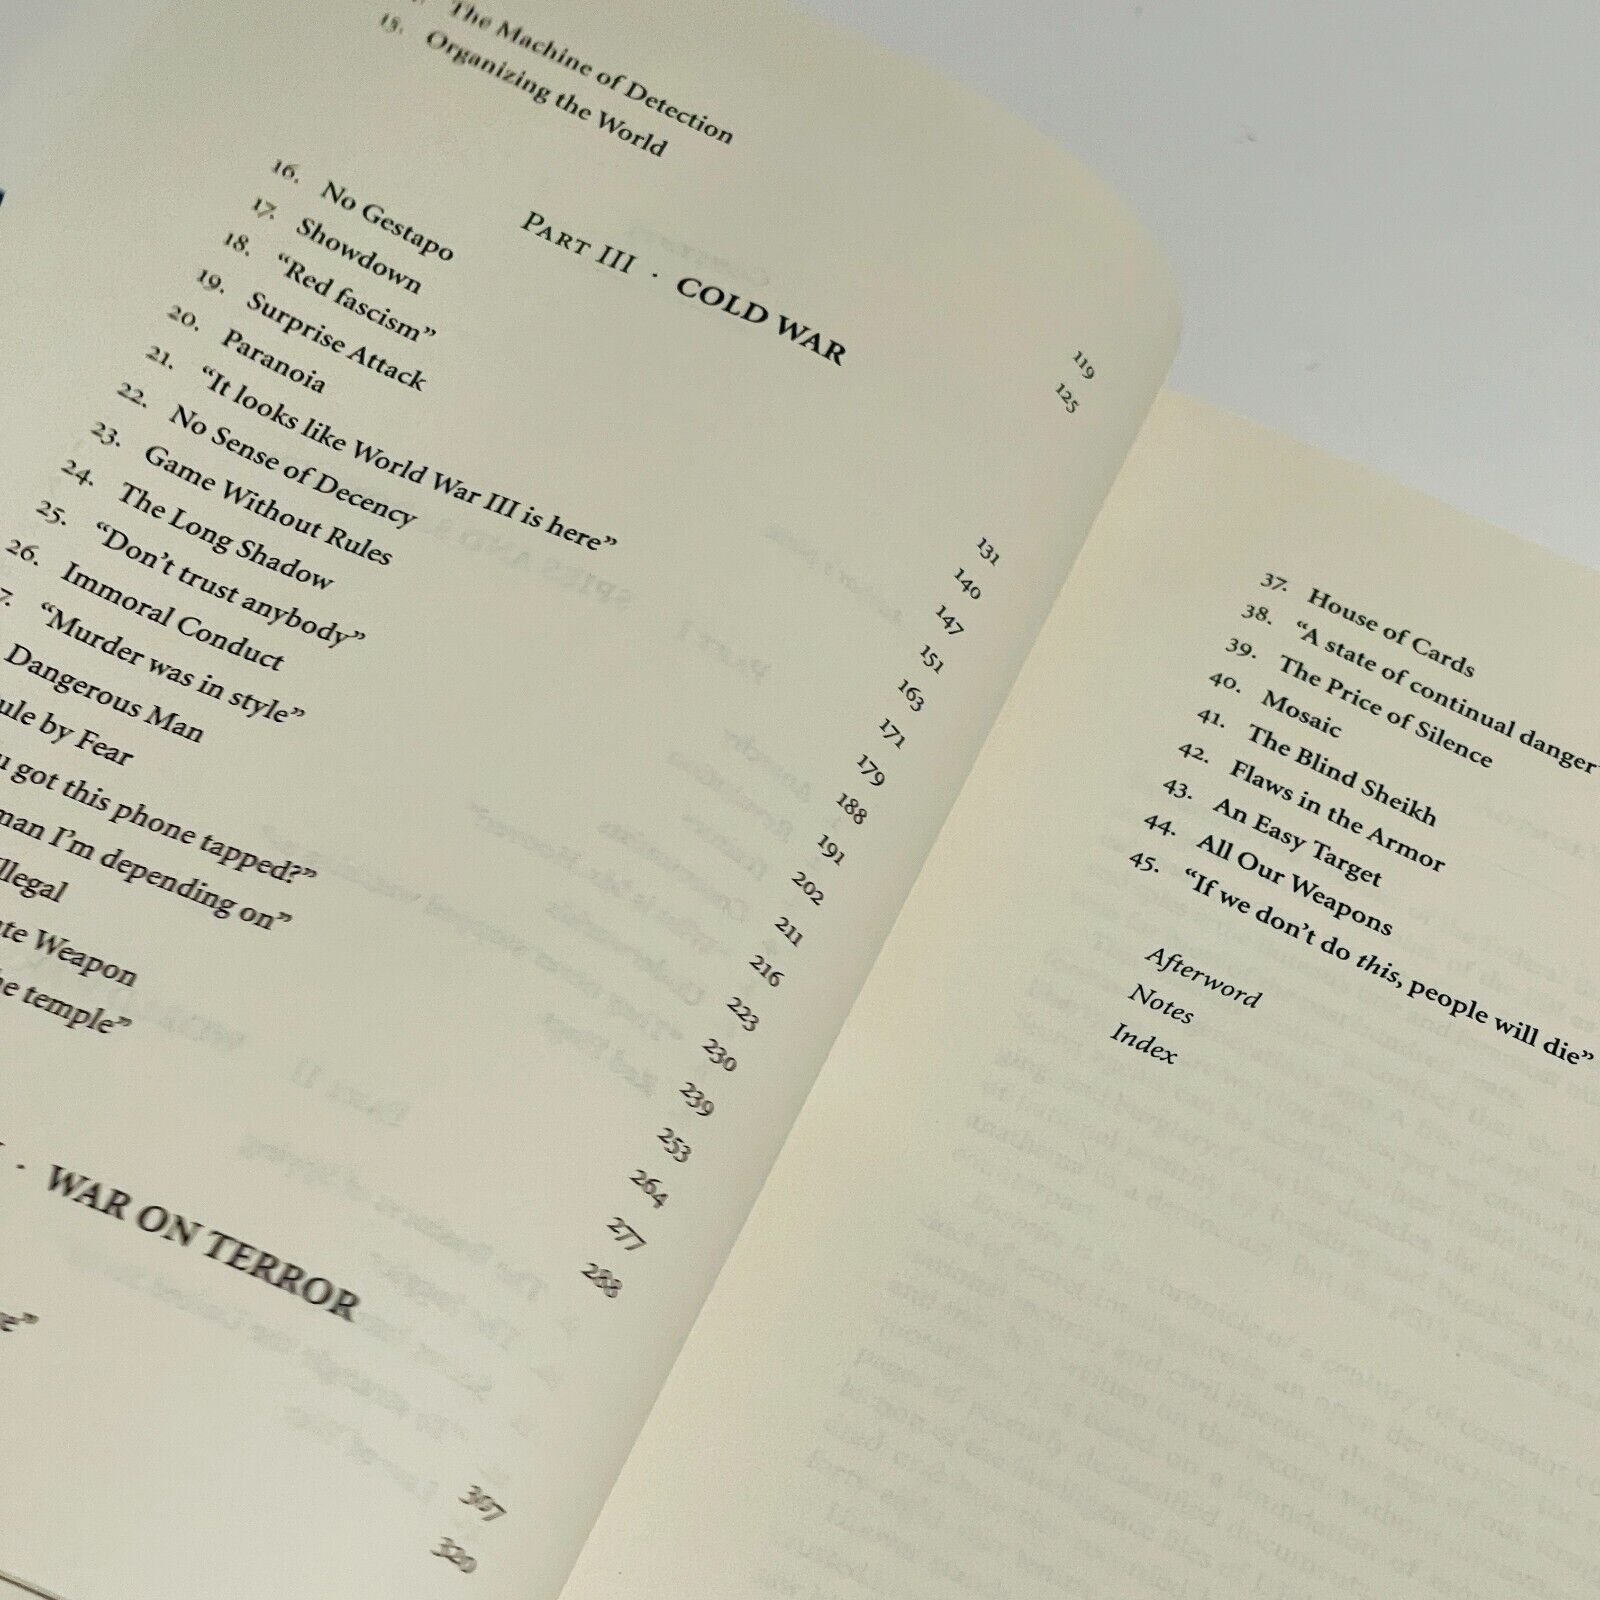 The Machine of Detection 119
15. Organizing the World 125
PART III · COLD WAR
16. No Gestapo 131
17. Showdown 140
18. “Red fascism” 147
19. Surprise Attack 151
20. Paranoia 163
21. “It looks like World War III is here” 171
22. No Sense of Decency 179
23. Game Without Rules 188
24. The Long Shadow 191
25. “Don’t trust anybody” 202
26. Immoral Conduct 211
7. “Murder was in style” 216
Dangerous Man 223
ule by Fear 230
u got this phone tapped?” 239
man I’m depending on” 253
llegal 264
te Weapon 277
he temple” 288
· WAR ON TERROR
e” 307
320
37. House of Cards
38. “A state of continual danger”
39. The Price of Silence
40. Mosaic
41. The Blind Sheikh
42. Flaws in the Armor
43. An Easy Target
44. All Our Weapons
45. “If we don’t do this, people will die”
Afterword
Notes
Index